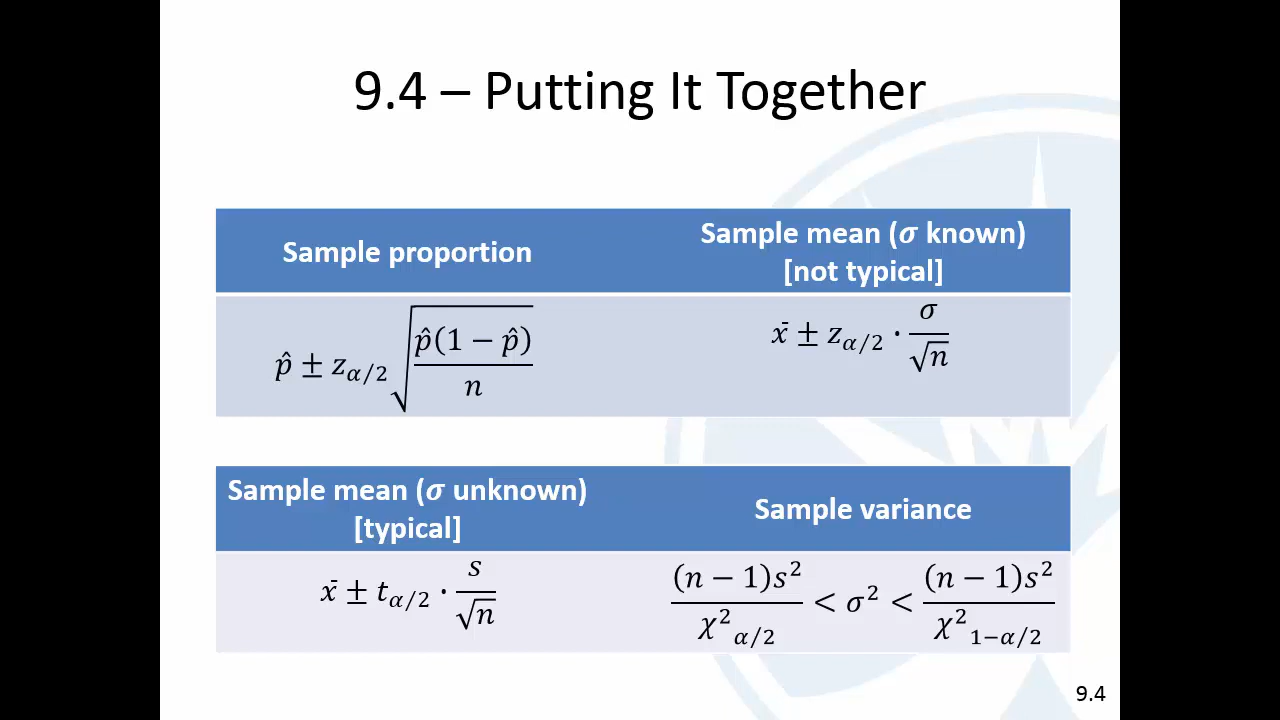 9.4 – Putting It Together
Sample proportion
Sample mean (σ known)
[not typical]
p̂ ± z_{α/2} √(p̂(1 − p̂)/n)
x̄ ± z_{α/2} · σ/√n
Sample mean (σ unknown)
[typical]
Sample variance
x̄ ± t_{α/2} · s/√n
(n − 1)s²/χ²_{α/2} < σ² < (n − 1)s²/χ²_{1−α/2}
9.4